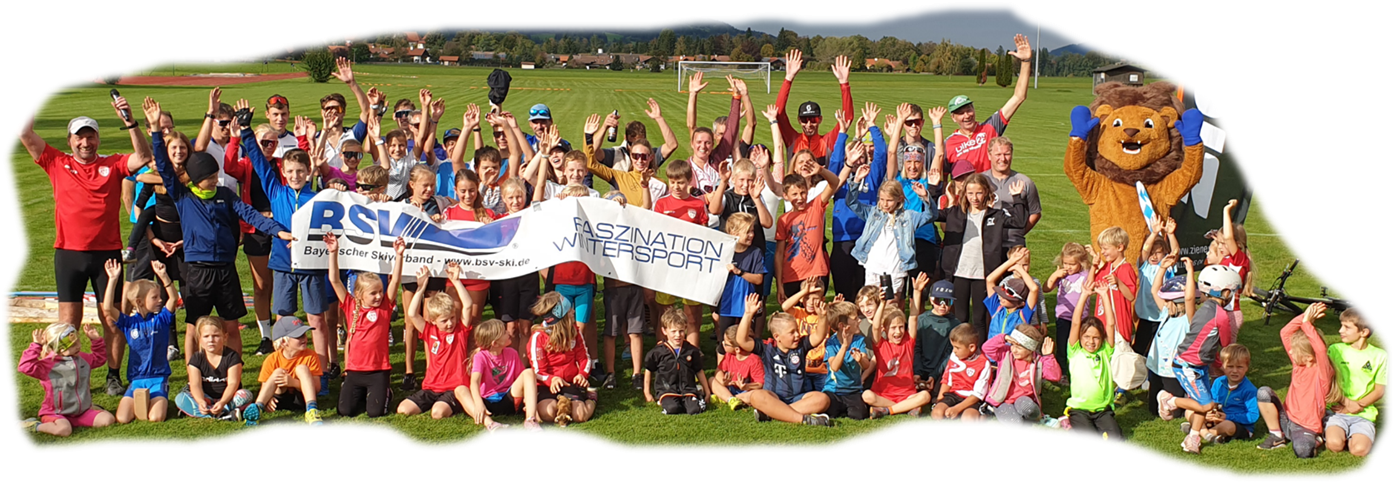 BSV
Bayerischer Skiverband - www.bsv-ski.de
FASZINATION
WINTERSPORT